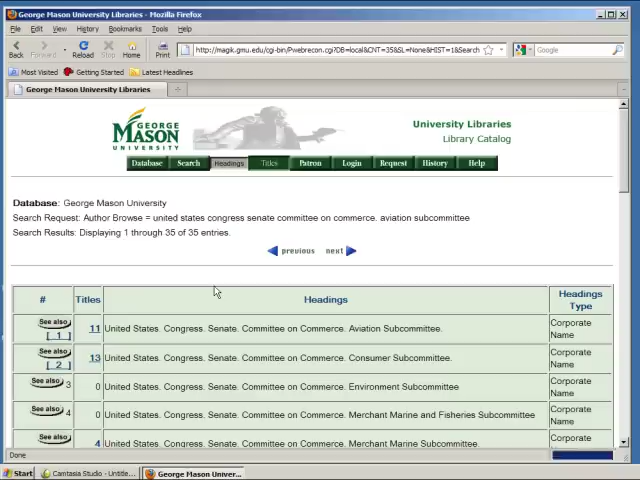 George Mason University Libraries - Mozilla Firefox
File Edit View History Bookmarks Tools Help
Back Forward Reload Stop Home Print http://magik.gmu.edu/cgi-bin/Pwebrecon.cgi?DB=local&CNT=35&SL=None&HIST=1&Search Google
Most Visited Getting Started Latest Headlines
George Mason University Libraries
GEORGE
MASON
UNIVERSITY
University Libraries
Library Catalog
Database Search Headings Titles Patron Login Request History Help
Database: George Mason University
Search Request: Author Browse = united states congress senate committee on commerce. aviation subcommittee
Search Results: Displaying 1 through 35 of 35 entries.
previous next
# Titles Headings Headings Type
See also [ 1 ] 11 United States. Congress. Senate. Committee on Commerce. Aviation Subcommittee. Corporate Name
See also [ 2 ] 13 United States. Congress. Senate. Committee on Commerce. Consumer Subcommittee. Corporate Name
See also 3 0 United States. Congress. Senate. Committee on Commerce. Environment Subcommittee Corporate Name
See also 4 0 United States. Congress. Senate. Committee on Commerce. Merchant Marine and Fisheries Subcommittee Corporate Name
See also 4 United States. Congress. Senate. Committee on Commerce. Merchant Marine Subcommittee. Corporate
Done
Start Camtasia Studio - Untitle... George Mason Univer...